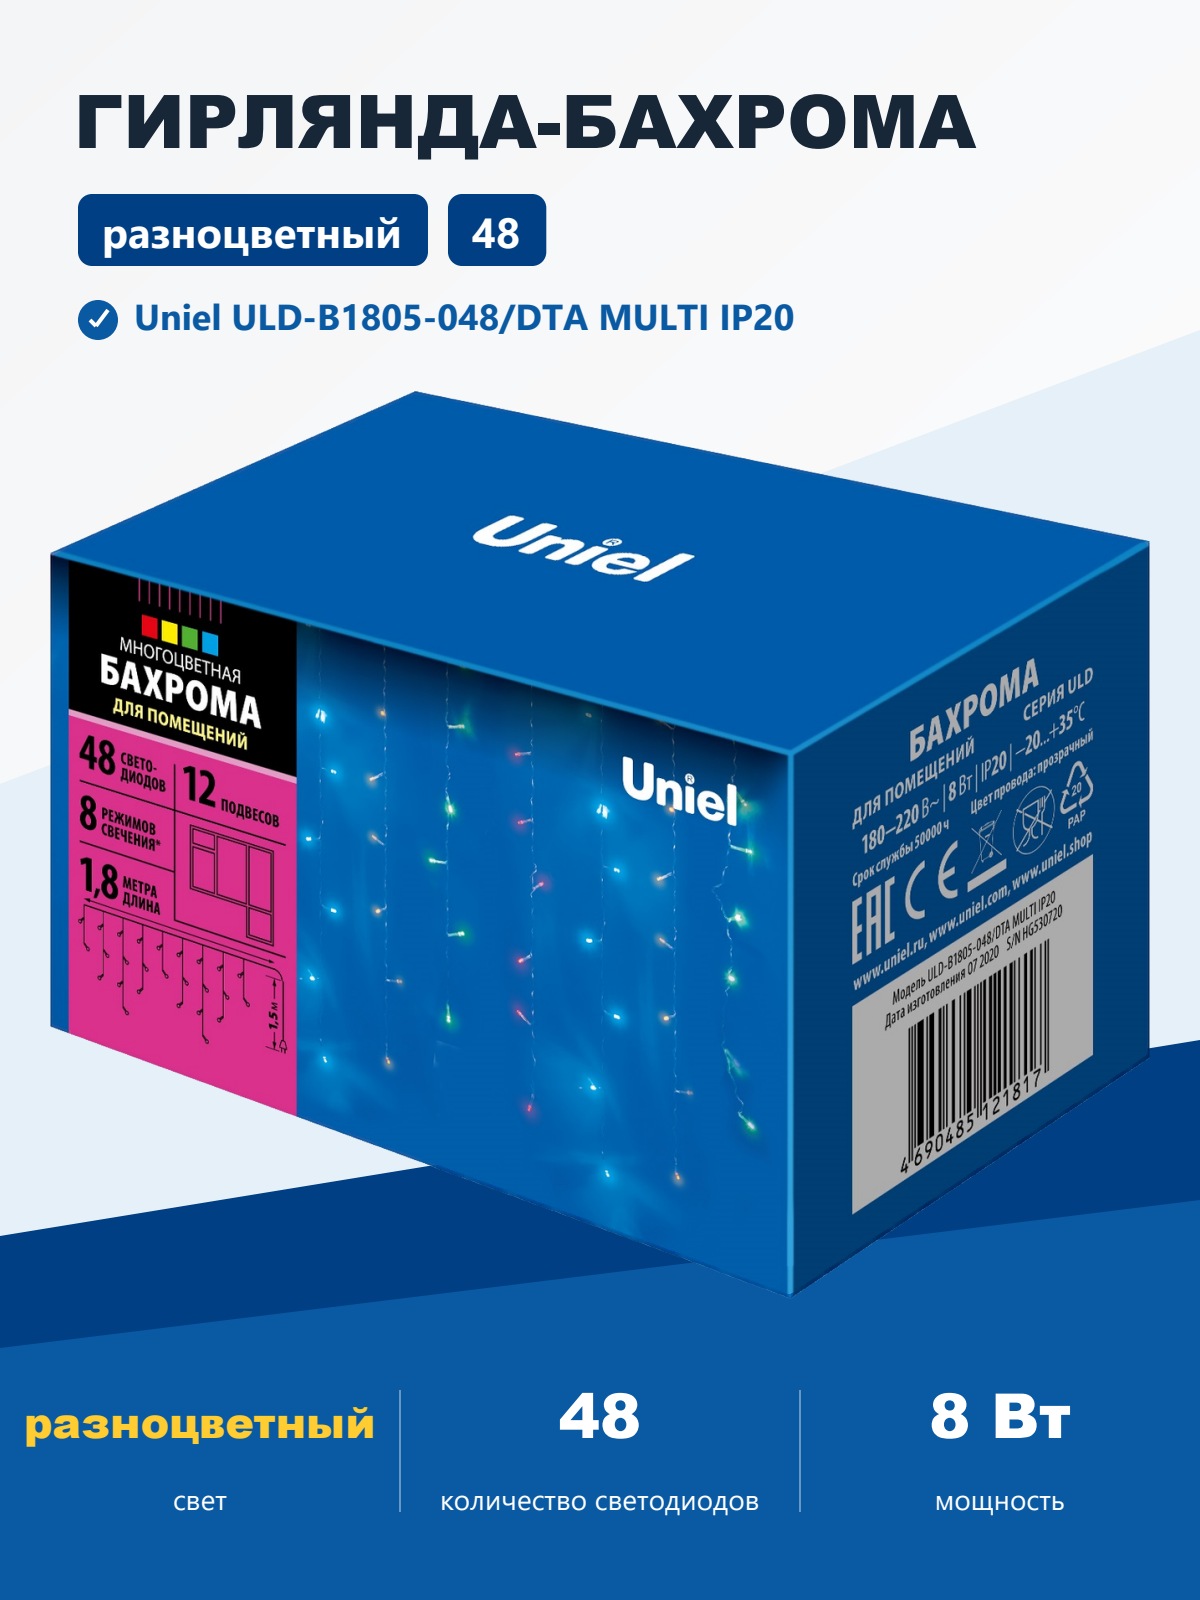 ГИРЛЯНДА-БАХРОМА
разноцветный 48
Uniel ULD-B1805-048/DTA MULTI IP20
Uniel®
МНОГОЦВЕТНАЯ
БАХРОМА
ДЛЯ ПОМЕЩЕНИЙ
48 СВЕТО-
ДИОДОВ
12 ПОДВЕСОВ
8 РЕЖИМОВ
СВЕЧЕНИЯ*
1,8 МЕТРА
ДЛИНА
1,5 м
Uniel®
БАХРОМА
ДЛЯ ПОМЕЩЕНИЙ СЕРИЯ ULD
180–220 В~ | 8 Вт | IP20 | –20...+35°C
Срок службы 50000 ч Цвет провода: прозрачный
EAC CE
20
PAP
www.uniel.ru, www.uniel.com, www.uniel.shop
Модель ULD-B1805-048/DTA MULTI IP20
Дата изготовления 07 2020 S/N HG530720
4 690485 121817
разноцветный
свет
48
количество светодиодов
8 Вт
мощность